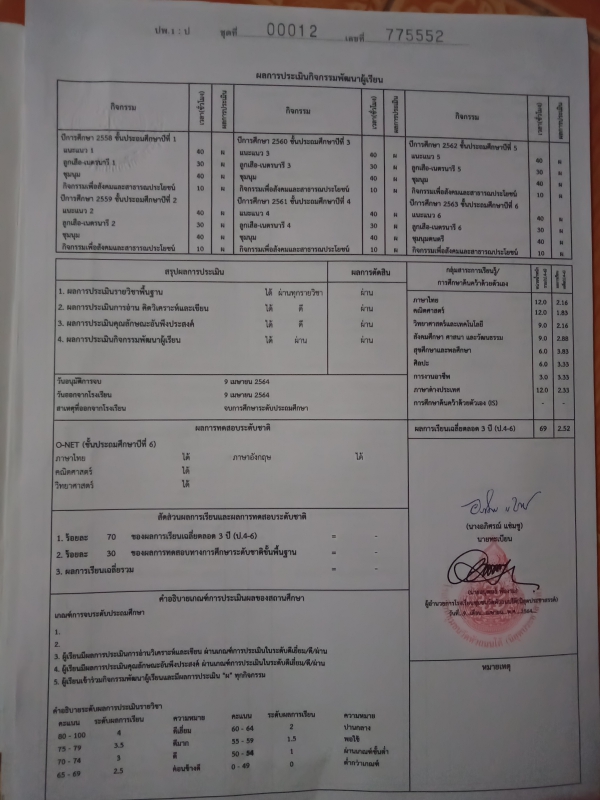 ปพ.1 : ป ชุดที่ 00012 เลขที่ 775552
ผลการประเมินกิจกรรมพัฒนาผู้เรียน
กิจกรรม เวลา(ชั่วโมง) ผลการประเมิน กิจกรรม เวลา(ชั่วโมง) ผลการประเมิน กิจกรรม เวลา(ชั่วโมง) ผลการประเมิน
ปีการศึกษา 2558 ชั้นประถมศึกษาปีที่ 1
แนะแนว 1 40 ผ
ลูกเสือ-เนตรนารี 1 30 ผ
ชุมนุม 40 ผ
กิจกรรมเพื่อสังคมและสาธารณประโยชน์ 10 ผ
ปีการศึกษา 2559 ชั้นประถมศึกษาปีที่ 2
แนะแนว 2 40 ผ
ลูกเสือ-เนตรนารี 2 30 ผ
ชุมนุม 40 ผ
กิจกรรมเพื่อสังคมและสาธารณประโยชน์ 10 ผ
ปีการศึกษา 2560 ชั้นประถมศึกษาปีที่ 3
แนะแนว 3 40 ผ
ลูกเสือ-เนตรนารี 3 30 ผ
ชุมนุม 40 ผ
กิจกรรมเพื่อสังคมและสาธารณประโยชน์ 10 ผ
ปีการศึกษา 2561 ชั้นประถมศึกษาปีที่ 4
แนะแนว 4 40 ผ
ลูกเสือ-เนตรนารี 4 30 ผ
ชุมนุม 40 ผ
กิจกรรมเพื่อสังคมและสาธารณประโยชน์ 10 ผ
ปีการศึกษา 2562 ชั้นประถมศึกษาปีที่ 5
แนะแนว 5 40 ผ
ลูกเสือ-เนตรนารี 5 30 ผ
ชุมนุม 40 ผ
กิจกรรมเพื่อสังคมและสาธารณประโยชน์ 10 ผ
ปีการศึกษา 2563 ชั้นประถมศึกษาปีที่ 6
แนะแนว 6 40 ผ
ลูกเสือ-เนตรนารี 6 30 ผ
ชุมนุมดนตรี 40 ผ
กิจกรรมเพื่อสังคมและสาธารณประโยชน์ 10 ผ
สรุปผลการประเมิน ผลการตัดสิน
1. ผลการประเมินรายวิชาพื้นฐาน ได้ ผ่านทุกรายวิชา ผ่าน
2. ผลการประเมินการอ่าน คิดวิเคราะห์และเขียน ได้ ดี ผ่าน
3. ผลการประเมินคุณลักษณะอันพึงประสงค์ ได้ ดี ผ่าน
4. ผลการประเมินกิจกรรมพัฒนาผู้เรียน ได้ ผ่าน ผ่าน
วันอนุมัติการจบ 9 เมษายน 2564
วันออกจากโรงเรียน 9 เมษายน 2564
สาเหตุที่ออกจากโรงเรียน จบการศึกษาระดับประถมศึกษา
กลุ่มสาระการเรียนรู้/
การศึกษาค้นคว้าด้วยตัวเอง
ภาษาไทย 12.0 2.16
คณิตศาสตร์ 12.0 1.83
วิทยาศาสตร์และเทคโนโลยี 9.0 2.16
สังคมศึกษา ศาสนา และวัฒนธรรม 9.0 2.88
สุขศึกษาและพลศึกษา 6.0 3.83
ศิลปะ 6.0 3.33
การงานอาชีพ 3.0 3.33
ภาษาต่างประเทศ 12.0 2.33
การศึกษาค้นคว้าด้วยตัวเอง (IS) - -
ผลการเรียนเฉลี่ยตลอด 3 ปี (ป.4-6) 69 2.52
ผลการทดสอบระดับชาติ
O-NET (ชั้นประถมศึกษาปีที่ 6)
ภาษาไทย ได้ ภาษาอังกฤษ ได้
คณิตศาสตร์ ได้
วิทยาศาสตร์ ได้
สัดส่วนผลการเรียนและผลการทดสอบระดับชาติ
1. ร้อยละ 70 ของผลการเรียนเฉลี่ยตลอด 3 ปี (ป.4-6) = -
2. ร้อยละ 30 ของผลการทดสอบทางการศึกษาระดับชาติขั้นพื้นฐาน = -
3. ผลการเรียนเฉลี่ยรวม = -
นายทะเบียน
คำอธิบายเกณฑ์การประเมินผลของสถานศึกษา
เกณฑ์การจบระดับประถมศึกษา
1.
2.
3. ผู้เรียนมีผลการประเมินการอ่านวิเคราะห์และเขียน ผ่านเกณฑ์การประเมินในระดับดีเยี่ยม/ดี/ผ่าน
4. ผู้เรียนมีผลการประเมินคุณลักษณะอันพึงประสงค์ ผ่านเกณฑ์การประเมินในระดับดีเยี่ยม/ดี/ผ่าน
5. ผู้เรียนเข้าร่วมกิจกรรมพัฒนาผู้เรียนและมีผลการประเมิน "ผ" ทุกกิจกรรม
หมายเหตุ
คำอธิบายระดับผลการประเมินรายวิชา
คะแนน ระดับผลการเรียน ความหมาย คะแนน ระดับผลการเรียน ความหมาย
80 - 100 4 ดีเยี่ยม 60 - 64 2 ปานกลาง
75 - 79 3.5 ดีมาก 55 - 59 1.5 พอใช้
70 - 74 3 ดี 50 - 54 1 ผ่านเกณฑ์ขั้นต่ำ
65 - 69 2.5 ค่อนข้างดี 0 - 49 0 ต่ำกว่าเกณฑ์